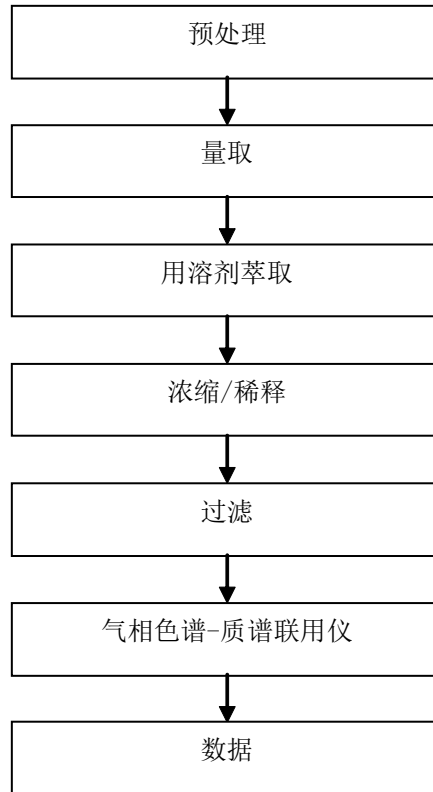 预处理
量取
用溶剂萃取
浓缩/稀释
过滤
气相色谱-质谱联用仪
数据